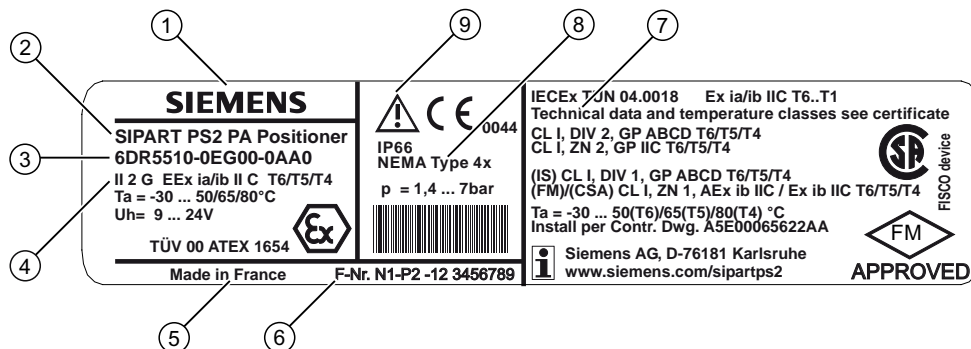 1
9
8
7
2
3
4
5
6
SIEMENS
SIPART PS2 PA Positioner
6DR5510-0EG00-0AA0
II 2 G EEx ia/ib II C T6/T5/T4
Ta = -30 ... 50/65/80°C
Uh= 9 ... 24V
Ex
TÜV 00 ATEX 1654
Made in France
F-Nr. N1-P2 -12 3456789
CE 0044
IP66
NEMA Type 4x
p = 1,4 ... 7bar
IECEx TUN 04.0018 Ex ia/ib IIC T6..T1
Technical data and temperature classes see certificate
CL I, DIV 2, GP ABCD T6/T5/T4
CL I, ZN 2, GP IIC T6/T5/T4
(IS) CL I, DIV 1, GP ABCD T6/T5/T4
(FM)/(CSA) CL I, ZN 1, AEx ib IIC / Ex ib IIC T6/T5/T4
Ta = -30 ... 50(T6)/65(T5)/80(T4) °C
Install per Contr. Dwg. A5E00065622AA
i
Siemens AG, D-76181 Karlsruhe
www.siemens.com/sipartps2
CSA
FISCO device
FM
APPROVED